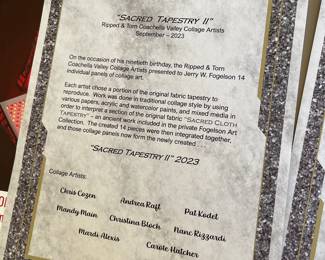 "SACRED TAPESTRY II"
Ripped & Torn Coachella Valley Collage Artists
September – 2023
On the occasion of his ninetieth birthday, the Ripped & Torn
Coachella Valley Collage Artists presented to Jerry W. Fogelson 14
individual panels of collage art.
Each artist chose a portion of the original fabric tapestry to
reproduce. Work was done in traditional collage style by using
various papers, acrylic and watercolor paints, and mixed media in
order to interpret a section of the original fabric "SACRED CLOTH
TAPESTRY" – an ancient work included in the private Fogelson Art
Collection. The created 14 pieces were then integrated together,
and those collage panels now form the newly created . . .
"SACRED TAPESTRY II" 2023
Collage Artists:
Chris Cozen
Andrea Raft
Pat Kodet
Mandy Main
Christina Bloch
Nanc Rizzardi
Mardi Alexis
Carole Hatcher